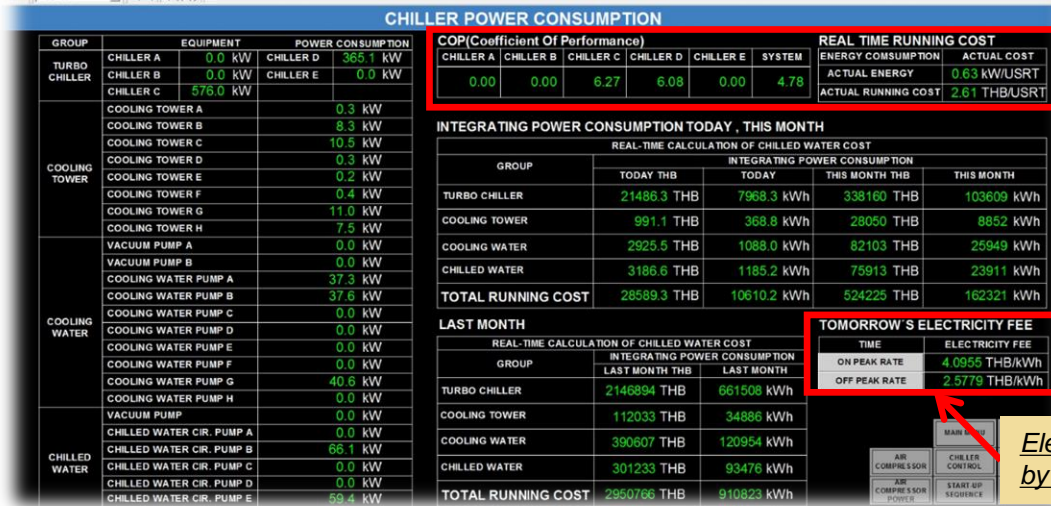 CHILLER POWER CONSUMPTION
GROUP EQUIPMENT POWER CONSUMPTION
TURBO CHILLER
CHILLER A 0.0 kW CHILLER D 365.1 kW
CHILLER B 0.0 kW CHILLER E 0.0 kW
CHILLER C 576.0 kW
COOLING TOWER
COOLING TOWER A 0.3 kW
COOLING TOWER B 8.3 kW
COOLING TOWER C 10.5 kW
COOLING TOWER D 0.3 kW
COOLING TOWER E 0.2 kW
COOLING TOWER F 0.4 kW
COOLING TOWER G 11.0 kW
COOLING TOWER H 7.5 kW
COOLING WATER
VACUUM PUMP A 0.0 kW
VACUUM PUMP B 0.0 kW
COOLING WATER PUMP A 37.3 kW
COOLING WATER PUMP B 37.6 kW
COOLING WATER PUMP C 0.0 kW
COOLING WATER PUMP D 0.0 kW
COOLING WATER PUMP E 0.0 kW
COOLING WATER PUMP F 0.0 kW
COOLING WATER PUMP G 40.6 kW
COOLING WATER PUMP H 0.0 kW
CHILLED WATER
VACUUM PUMP 0.0 kW
CHILLED WATER CIR. PUMP A 0.0 kW
CHILLED WATER CIR. PUMP B 66.1 kW
CHILLED WATER CIR. PUMP C 0.0 kW
CHILLED WATER CIR. PUMP D 0.0 kW
CHILLED WATER CIR. PUMP E 59.4 kW
COP(Coefficient Of Performance)
CHILLER A CHILLER B CHILLER C CHILLER D CHILLER E SYSTEM
0.00 0.00 6.27 6.08 0.00 4.78
REAL TIME RUNNING COST
ENERGY COMSUMPTION ACTUAL COST
ACTUAL ENERGY 0.63 kW/USRT
ACTUAL RUNNING COST 2.61 THB/USRT
INTEGRATING POWER CONSUMPTION TODAY , THIS MONTH
REAL-TIME CALCULATION OF CHILLED WATER COST
GROUP INTEGRATING POWER CONSUMPTION
TODAY THB TODAY THIS MONTH THB THIS MONTH
TURBO CHILLER 21486.3 THB 7968.3 kWh 338160 THB 103609 kWh
COOLING TOWER 991.1 THB 368.8 kWh 28050 THB 8852 kWh
COOLING WATER 2925.5 THB 1088.0 kWh 82103 THB 25949 kWh
CHILLED WATER 3186.6 THB 1185.2 kWh 75913 THB 23911 kWh
TOTAL RUNNING COST 28589.3 THB 10610.2 kWh 524225 THB 162321 kWh
LAST MONTH
REAL-TIME CALCULATION OF CHILLED WATER COST
GROUP INTEGRATING POWER CONSUMPTION
LAST MONTH THB LAST MONTH
TURBO CHILLER 2146894 THB 661508 kWh
COOLING TOWER 112033 THB 34886 kWh
COOLING WATER 390607 THB 120954 kWh
CHILLED WATER 301233 THB 93476 kWh
TOTAL RUNNING COST 2950766 THB 910823 kWh
TOMORROW`S ELECTRICITY FEE
TIME ELECTRICITY FEE
ON PEAK RATE 4.0955 THB/kWh
OFF PEAK RATE 2.5779 THB/kWh
MAIN MENU
AIR COMPRESSOR
CHILLER CONTROL
AIR COMPRESSOR POWER
START-UP SEQUENCE
Ele
by